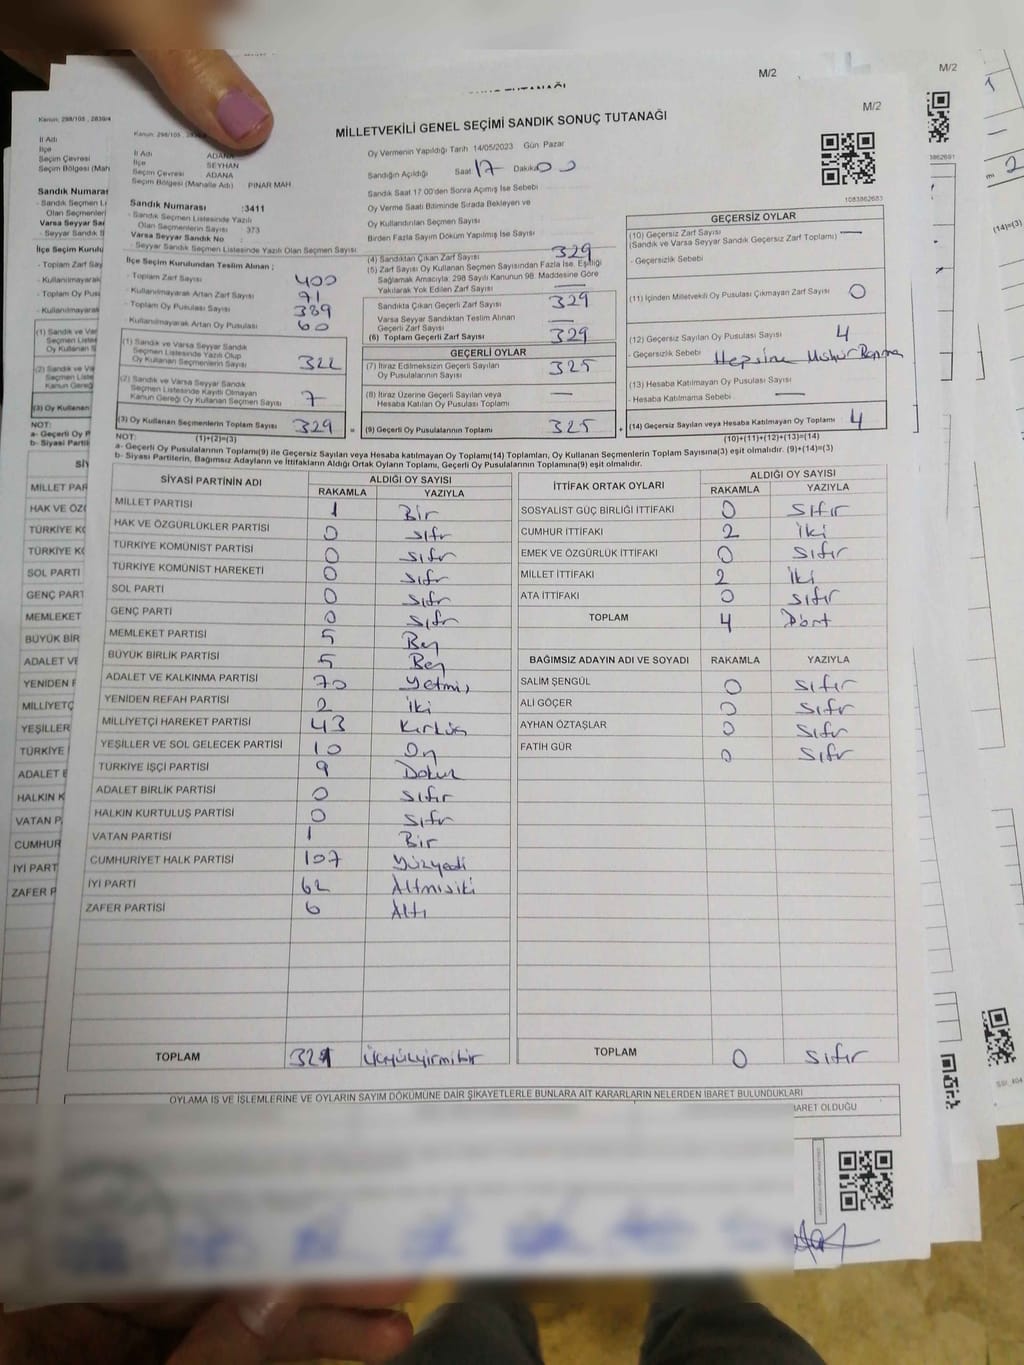 M/2
M/2
M/2
Kanun: 298/105 , 2839/4
İl Adı
İlçe
Seçim Çevresi
Seçim Bölgesi (Mah
Sandık Numarası
Kanun: 298/105
MİLLETVEKİLİ GENEL SEÇİMİ SANDIK SONUÇ TUTANAĞI
İl Adı ADANA
İlçe SEYHAN
Seçim Çevresi ADANA
Seçim Bölgesi (Mahalle Adı) PINAR MAH
Sandık Numarası :3411
- Sandık Seçmen Listesinde Yazılı
Olan Seçmenlerin Sayısı 373
Varsa Seyyar Sandık No :
- Seyyar Sandık Seçmen Listesinde Yazılı Olan Seçmen Sayısı
Oy Vermenin Yapıldığı Tarih 14/05/2023 Gün Pazar
Sandığın Açıldığı Saat 17 Dakika 00
Sandık Saat 17:00'den Sonra Açılmış İse Sebebi
Oy Verme Saati Bitiminde Sırada Bekleyen ve
Oy Kullandırılan Seçmen Sayısı
Birden Fazla Sayım Döküm Yapılmış İse Sayısı
1083862683
İlçe Seçim Kurulundan Teslim Alınan ;
- Toplam Zarf Sayısı 400
- Kullanılmayarak Artan Zarf Sayısı 71
- Toplam Oy Pusulası Sayısı 389
- Kullanılmayarak Artan Oy Pusulası 60
(1) Sandık ve Varsa Seyyar Sandık
Seçmen Listesinde Yazılı Olup
Oy Kullanan Seçmenlerin Sayısı 322
(2) Sandık ve Varsa Seyyar Sandık
Seçmen Listesinde Kayıtlı Olmayan
Kanun Gereği Oy Kullanan Seçmen Sayısı 7
(3) Oy Kullanan Seçmenlerin Toplam Sayısı 329
(4) Sandıktan Çıkan Zarf Sayısı 329
(5) Zarf Sayısı Oy Kullanan Seçmen Sayısından Fazla İse, Eşitliği
Sağlamak Amacıyla; 298 Sayılı Kanunun 98. Maddesine Göre
Yakılarak Yok Edilen Zarf Sayısı —
Sandıkta Çıkan Geçerli Zarf Sayısı 329
Varsa Seyyar Sandıktan Teslim Alınan
Geçerli Zarf Sayısı —
(6) Toplam Geçerli Zarf Sayısı 329
GEÇERLİ OYLAR
(7) İtiraz Edilmeksizin Geçerli Sayılan
Oy Pusulalarının Sayısı 325
(8) İtiraz Üzerine Geçerli Sayılan veya
Hesaba Katılan Oy Pusulası Toplamı —
= (9) Geçerli Oy Pusulalarının Toplamı 325 +
GEÇERSİZ OYLAR
(10) Geçersiz Zarf Sayısı —
(Sandık ve Varsa Seyyar Sandık Geçersiz Zarf Toplamı)
- Geçersizlik Sebebi
(11) İçinden Milletvekili Oy Pusulası Çıkmayan Zarf Sayısı 0
(12) Geçersiz Sayılan Oy Pusulası Sayısı 4
- Geçersizlik Sebebi Hepsine Mühür Basma
(13) Hesaba Katılmayan Oy Pusulası Sayısı
- Hesaba Katılmama Sebebi —
(14) Geçersiz Sayılan veya Hesaba Katılmayan Oy Toplamı 4
NOT: (1)+(2)=(3) (10)+(11)+(12)+(13)=(14)
a- Geçerli Oy Pusulalarının Toplamı(9) ile Geçersiz Sayılan veya Hesaba katılmayan Oy Toplamı(14) Toplamları, Oy Kullanan Seçmenlerin Toplam Sayısına(3) eşit olmalıdır. (9)+(14)=(3)
b- Siyasi Partilerin, Bağımsız Adayların ve İttifakların Aldığı Ortak Oyların Toplamı, Geçerli Oy Pusulalarının Toplamına(9) eşit olmalıdır.
SİYASİ PARTİNİN ADI ALDIĞI OY SAYISI
RAKAMLA YAZIYLA
MİLLET PARTİSİ 1 Bir
HAK VE ÖZGÜRLÜKLER PARTİSİ 0 Sıfır
TÜRKİYE KOMÜNİST PARTİSİ 0 Sıfır
TÜRKİYE KOMÜNİST HAREKETİ 0 Sıfır
SOL PARTİ 0 Sıfır
GENÇ PARTİ 0 Sıfır
MEMLEKET PARTİSİ 5 Beş
BÜYÜK BİRLİK PARTİSİ 5 Beş
ADALET VE KALKINMA PARTİSİ 70 Yetmiş
YENİDEN REFAH PARTİSİ 2 İki
MİLLİYETÇİ HAREKET PARTİSİ 43 Kırküç
YEŞİLLER VE SOL GELECEK PARTİSİ 10 On
TÜRKİYE İŞÇİ PARTİSİ 9 Dokuz
ADALET BİRLİK PARTİSİ 0 Sıfır
HALKIN KURTULUŞ PARTİSİ 0 Sıfır
VATAN PARTİSİ 1 Bir
CUMHURİYET HALK PARTİSİ 107 Yüzyedi
İYİ PARTİ 62 Altmışiki
ZAFER PARTİSİ 6 Altı
TOPLAM 321 Üçyüzyirmibir
İTTİFAK ORTAK OYLARI ALDIĞI OY SAYISI
RAKAMLA YAZIYLA
SOSYALİST GÜÇ BİRLİĞİ İTTİFAKI 0 Sıfır
CUMHUR İTTİFAKI 2 İki
EMEK VE ÖZGÜRLÜK İTTİFAKI 0 Sıfır
MİLLET İTTİFAKI 2 İki
ATA İTTİFAKI 0 Sıfır
TOPLAM 4 Dört
BAĞIMSIZ ADAYIN ADI VE SOYADI RAKAMLA YAZIYLA
SALİM ŞENGÜL 0 Sıfır
ALİ GÖÇER 0 Sıfır
AYHAN ÖZTAŞLAR 0 Sıfır
FATİH GÜR 0 Sıfır
TOPLAM 0 Sıfır
OYLAMA İŞ VE İŞLEMLERİNE VE OYLARIN SAYIM DÖKÜMÜNE DAİR ŞİKAYETLERLE BUNLARA AİT KARARLARIN NELERDEN İBARET BULUNDUKLARI
BARET OLDUĞU